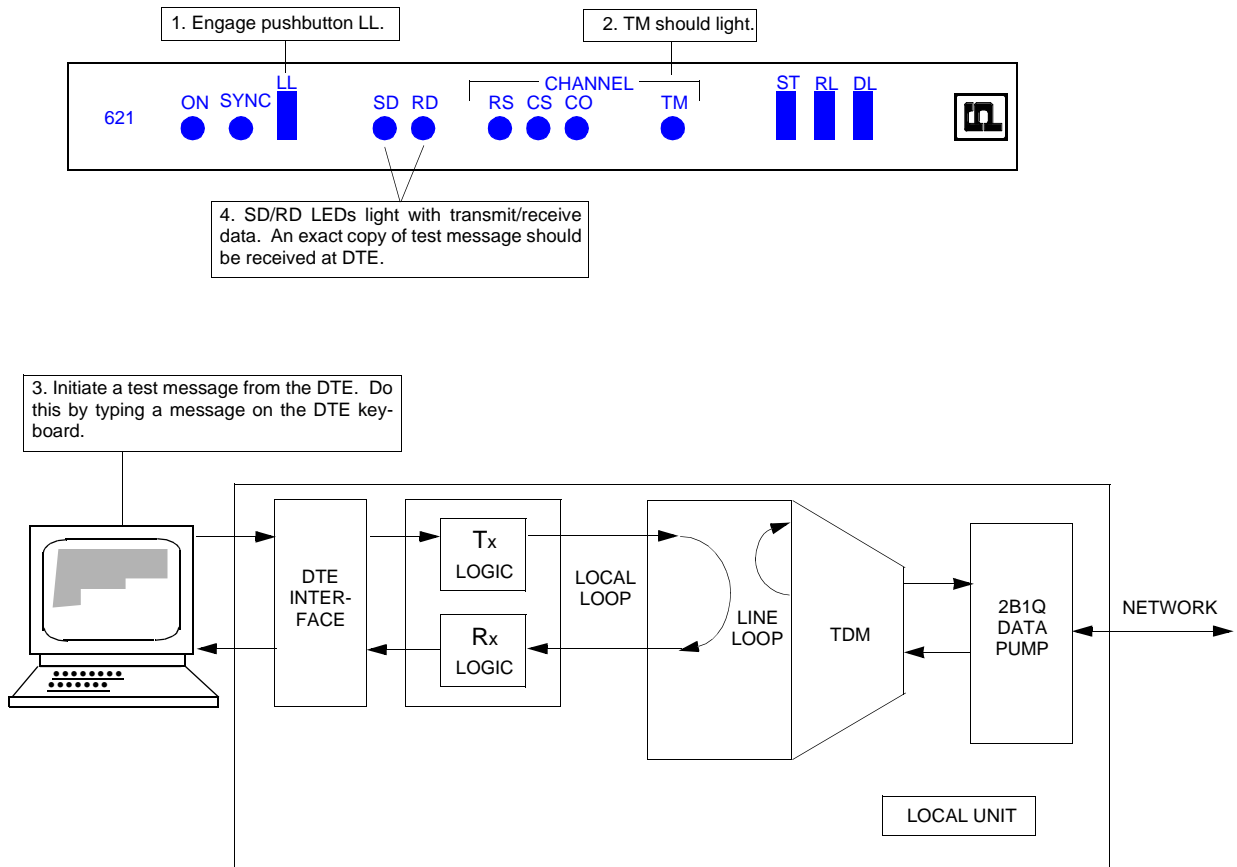 1. Engage pushbutton LL.
2. TM should light.
621
ON
SYNC
LL
SD
RD
CHANNEL
RS
CS
CO
TM
ST
RL
DL
4. SD/RD LEDs light with transmit/receive
data. An exact copy of test message should
be received at DTE.
3. Initiate a test message from the DTE. Do
this by typing a message on the DTE key-
board.
DTE
INTER-
FACE
Tx
LOGIC
Rx
LOGIC
LOCAL
LOOP
LINE
LOOP
TDM
2B1Q
DATA
PUMP
NETWORK
LOCAL UNIT